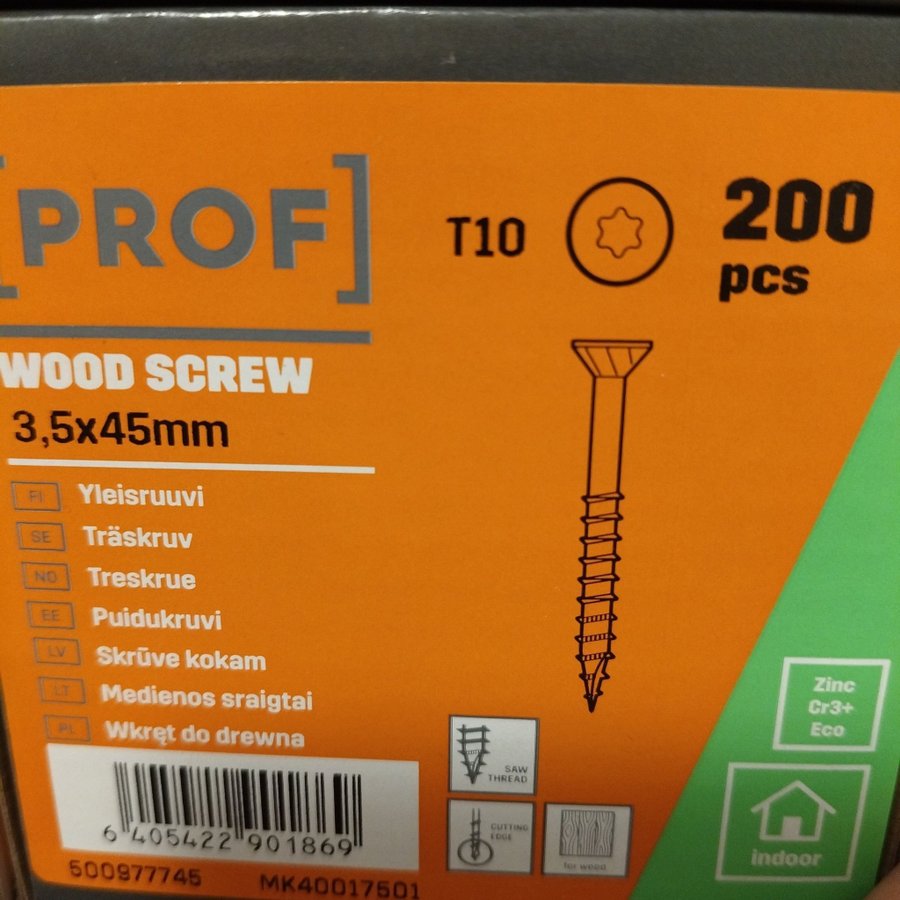 [PROF]
T10
200
pcs
WOOD SCREW
3,5x45mm
FI Yleisruuvi
SE Träskruv
NO Treskrue
EE Puidukruvi
LV Skrūve kokam
LT Medienos sraigtai
PL Wkręt do drewna
Zinc
Cr3+
Eco
SAW
THREAD
CUTTING
EDGE
for wood
indoor
6 405422 901869
500977745 MK40017501